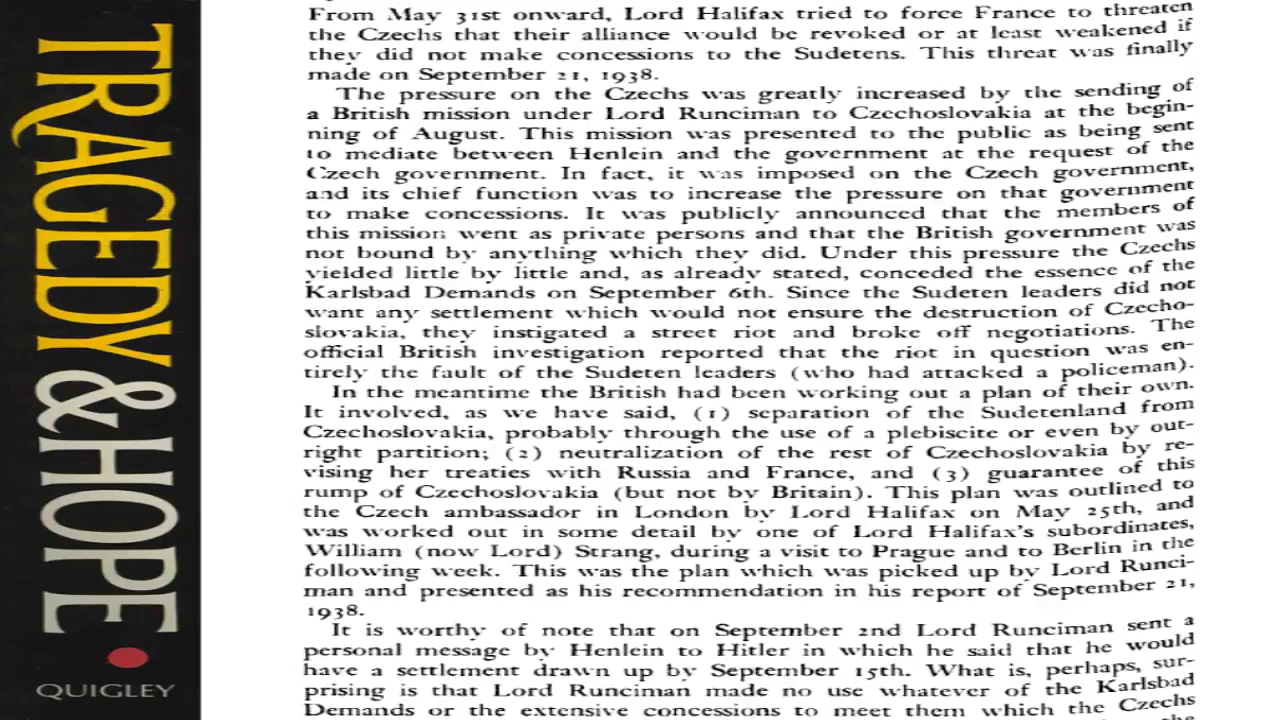 TRAGEDY & HOPE
QUIGLEY
From May 31st onward, Lord Halifax tried to force France to threaten
the Czechs that their alliance would be revoked or at least weakened if
they did not make concessions to the Sudetens. This threat was finally
made on September 21, 1938.
The pressure on the Czechs was greatly increased by the sending of
a British mission under Lord Runciman to Czechoslovakia at the begin-
ning of August. This mission was presented to the public as being sent
to mediate between Henlein and the government at the request of the
Czech government. In fact, it was imposed on the Czech government,
and its chief function was to increase the pressure on that government
to make concessions. It was publicly announced that the members of
this mission went as private persons and that the British government was
not bound by anything which they did. Under this pressure the Czechs
yielded little by little and, as already stated, conceded the essence of the
Karlsbad Demands on September 6th. Since the Sudeten leaders did not
want any settlement which would not ensure the destruction of Czecho-
slovakia, they instigated a street riot and broke off negotiations. The
official British investigation reported that the riot in question was en-
tirely the fault of the Sudeten leaders (who had attacked a policeman).
In the meantime the British had been working out a plan of their own.
It involved, as we have said, (1) separation of the Sudetenland from
Czechoslovakia, probably through the use of a plebiscite or even by out-
right partition; (2) neutralization of the rest of Czechoslovakia by re-
vising her treaties with Russia and France, and (3) guarantee of this
rump of Czechoslovakia (but not by Britain). This plan was outlined to
the Czech ambassador in London by Lord Halifax on May 25th, and
was worked out in some detail by one of Lord Halifax's subordinates,
William (now Lord) Strang, during a visit to Prague and to Berlin in the
following week. This was the plan which was picked up by Lord Runci-
man and presented as his recommendation in his report of September 21,
1938.
It is worthy of note that on September 2nd Lord Runciman sent a
personal message by Henlein to Hitler in which he said that he would
have a settlement drawn up by September 15th. What is, perhaps, sur-
prising is that Lord Runciman made no use whatever of the Karlsbad
Demands or the extensive concessions to meet them which the Czechs